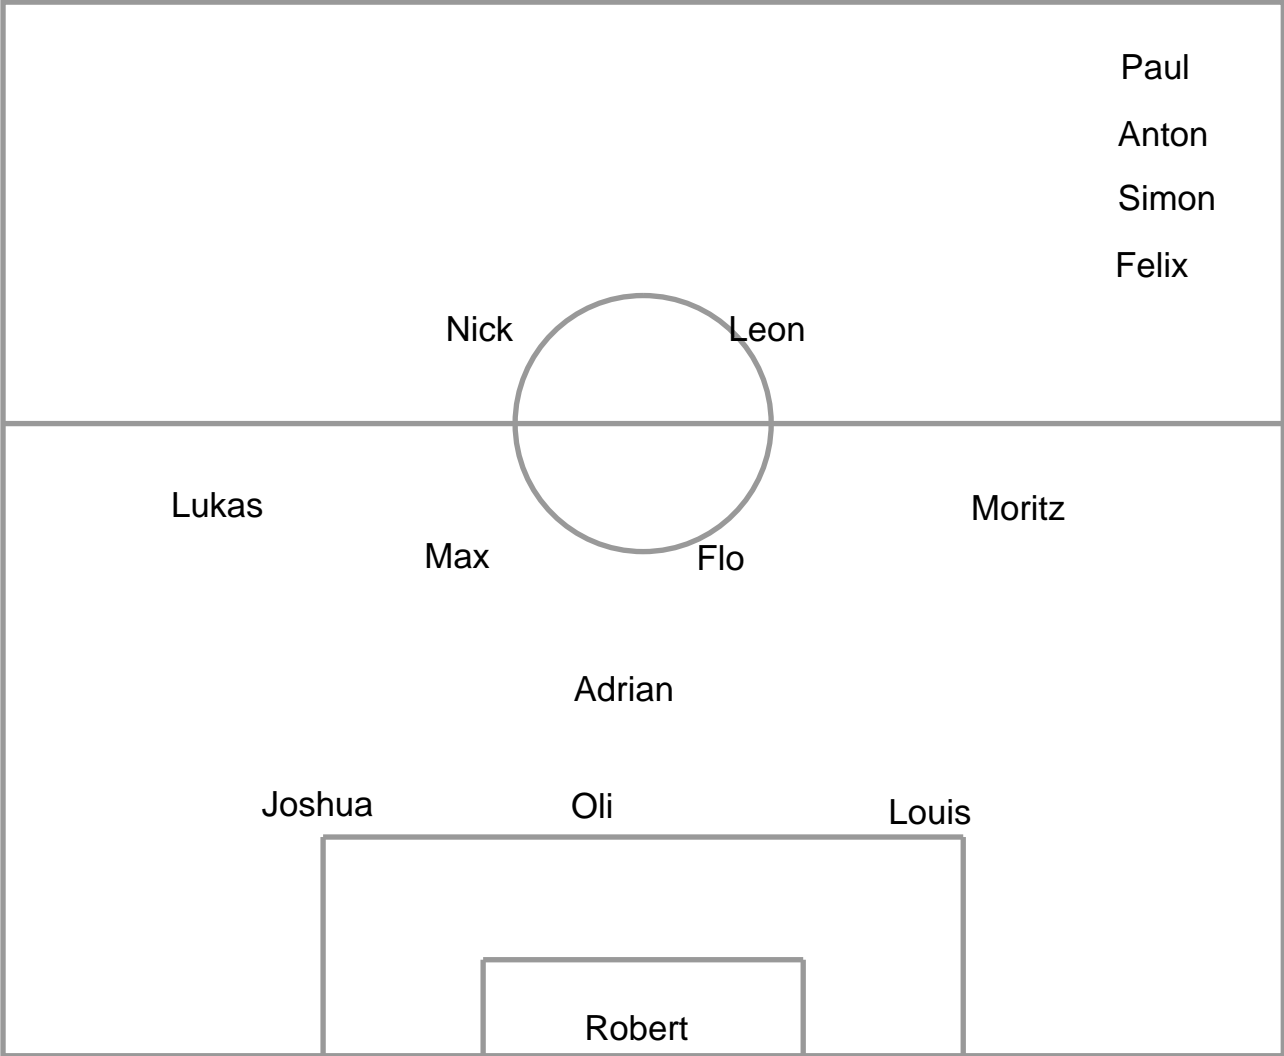 Paul
Anton
Simon
Felix
Nick
Leon
Lukas
Moritz
Max
Flo
Adrian
Joshua
Oli
Louis
Robert